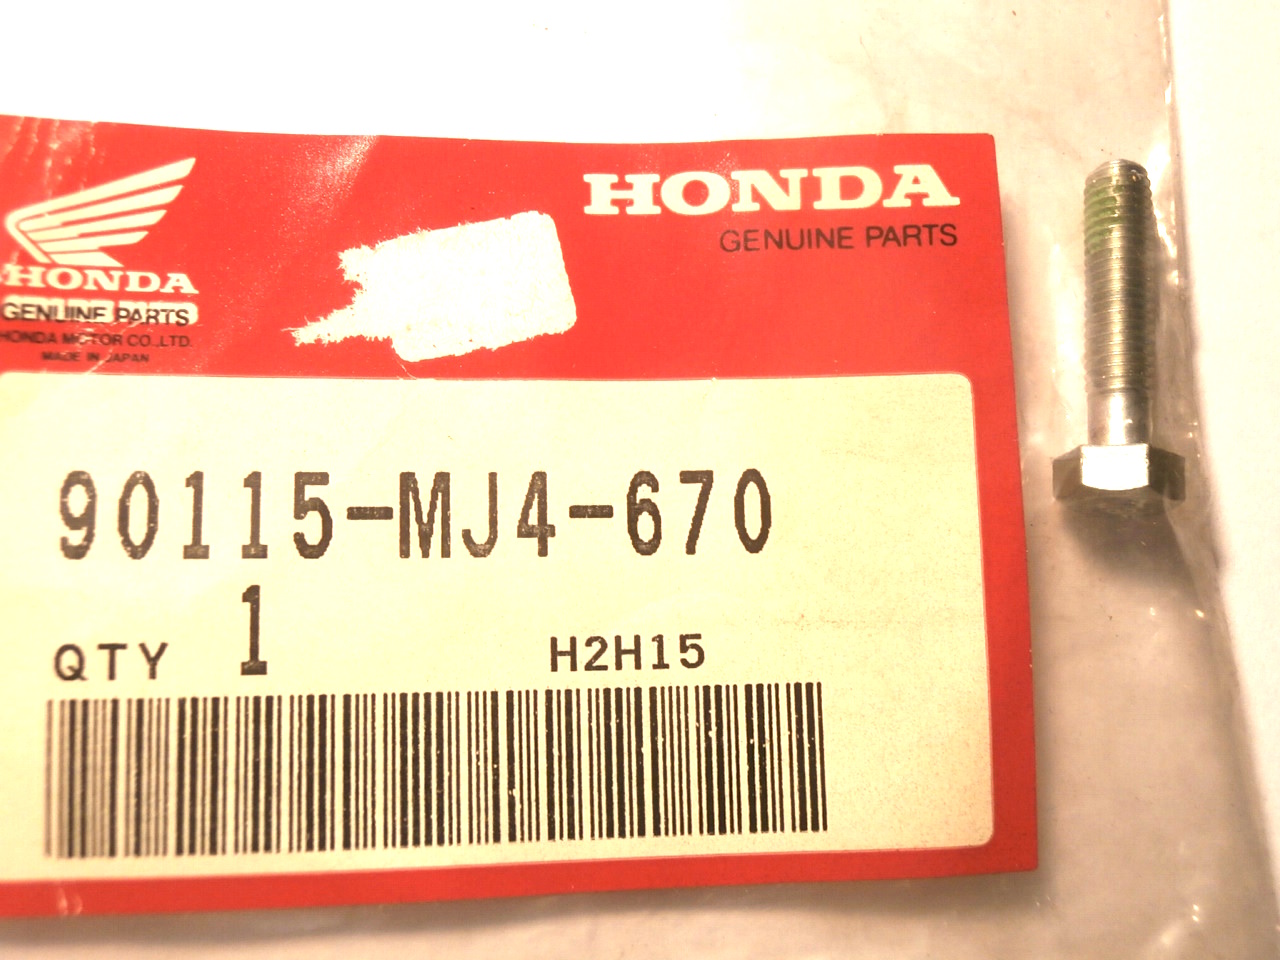 HONDA
GENUINE PARTS
HONDA
GENUINE PARTS
HONDA MOTOR CO.,LTD.
MADE IN JAPAN
90115-MJ4-670
QTY 1 H2H15